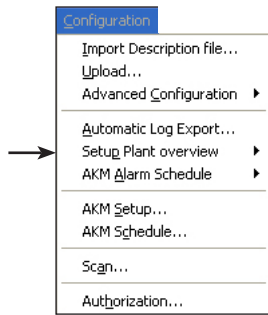 Configuration
Import Description file...
Upload...
Advanced Configuration
Automatic Log Export...
Setup Plant overview
AKM Alarm Schedule
AKM Setup...
AKM Schedule...
Scan...
Authorization...